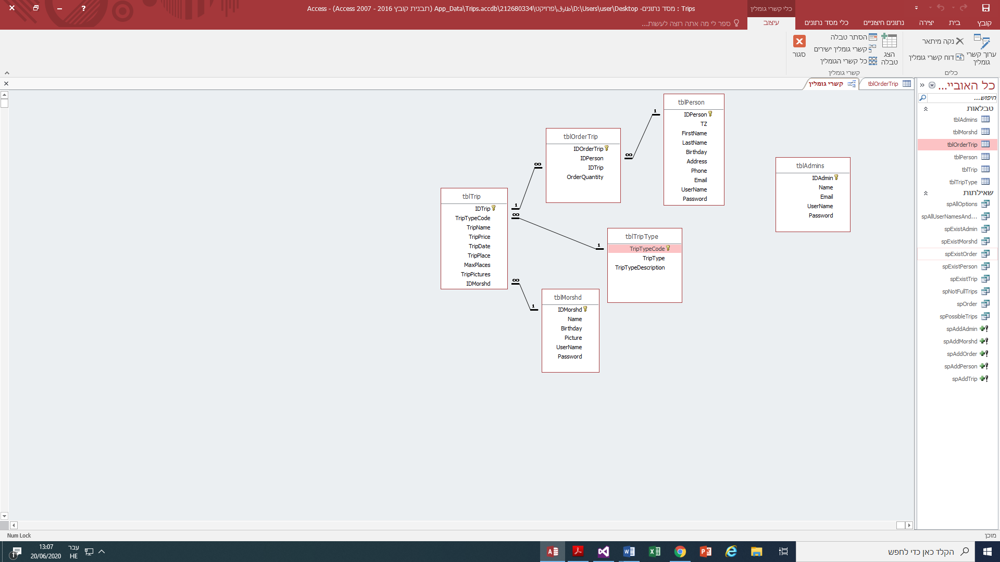 Trips : מסד נתונים- D:\Users\user\Desktop\طارق\פרויקט\212680334\App_Data\Trips.accdb (תבנית קובץ Access 2007 - 2016) - Access
כלי קשרי גומלין
קובץ
בית
יצירה
נתונים חיצוניים
כלי מסד נתונים
עיצוב
ספר לי מה אתה רוצה לעשות...
ערוך קשרי גומלין
נקה מיתאר
דוח קשרי גומלין
כלים
הצג טבלה
הסתר טבלה
קשרי גומלין ישירים
כל קשרי הגומלין
קשרי גומלין
סגור
כל האוביי...
חיפוש...
טבלאות
tblAdmins
tblMorshd
tblOrderTrip
tblPerson
tblTrip
tblTripType
שאילתות
spAllOptions
spAllUserNamesAnd...
spExistAdmin
spExistMorshd
spExistOrder
spExistPerson
spExistTrip
spNotFullTrips
spOrder
spPossibleTrips
spAddAdmin
spAddMorshd
spAddOrder
spAddPerson
spAddTrip
tblOrderTrip
קשרי גומלין
tblPerson
IDPerson
TZ
FirstName
LastName
Birthday
Address
Phone
Email
UserName
Password
tblAdmins
IDAdmin
Name
Email
UserName
Password
tblOrderTrip
IDOrderTrip
IDPerson
IDTrip
OrderQuantity
tblTrip
IDTrip
TripTypeCode
TripName
TripPrice
TripDate
TripPlace
MaxPlaces
TripPictures
IDMorshd
tblTripType
TripTypeCode
TripType
TripTypeDescription
tblMorshd
IDMorshd
Name
Birthday
Picture
UserName
Password
1
∞
∞
1
∞
1
∞
1
מוכן
Num Lock
הקלד כאן כדי לחפש
עבר
HE
13:07
20/06/2020
1